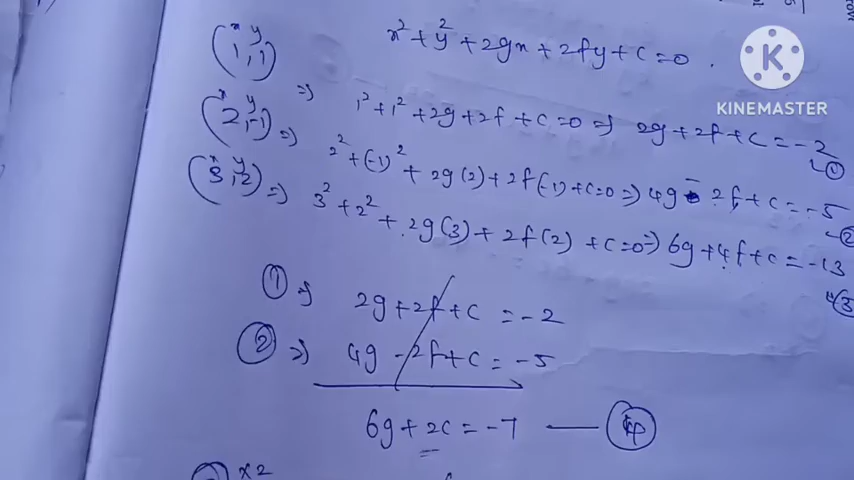 x² + y² + 2gx + 2fy + c = 0 .
x y
(1, 1) ⇒ 1² + 1² + 2g + 2f + c = 0 ⇒ 2g + 2f + c = -2 ①
x y
(2, -1) ⇒ 2² + (-1)² + 2g(2) + 2f(-1) + c = 0 ⇒ 4g - 2f + c = -5 ②
x y
(3, 2) ⇒ 3² + 2² + 2g(3) + 2f(2) + c = 0 ⇒ 6g + 4f + c = -13 ③
① ⇒ 2g + 2f + c = -2
② ⇒ 4g - 2f + c = -5
6g + 2c = -7 — ④
x2
KINEMASTER